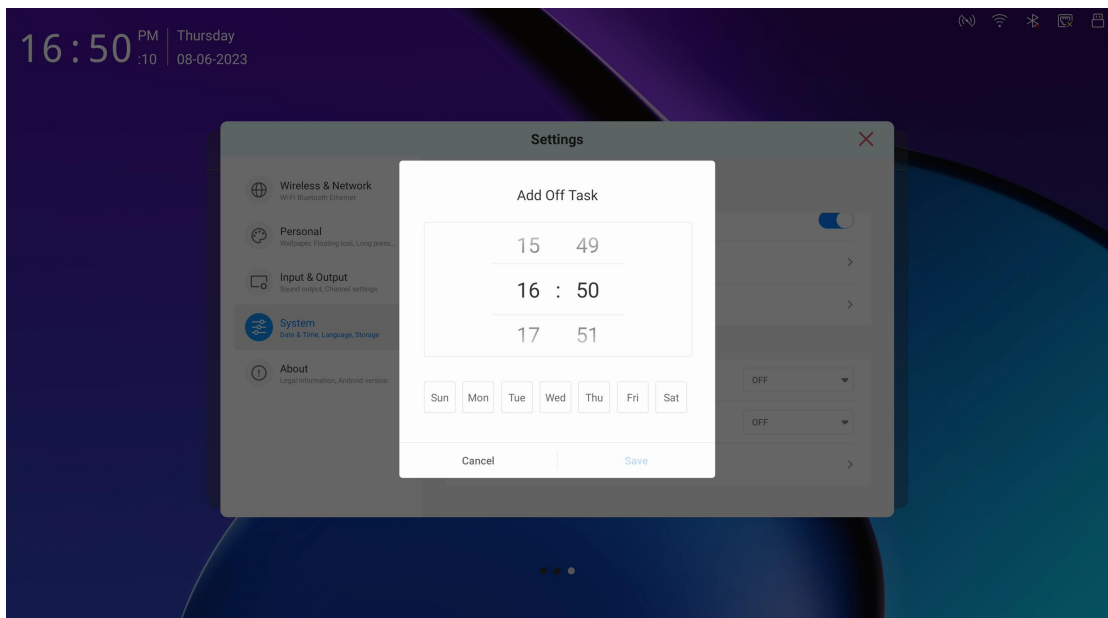 16:50 PM :10 Thursday
08-06-2023
Settings
Wireless & Network
Wi-Fi Bluetooth Ethernet
Personal
Wallpaper, Floating tool, Long press...
Input & Output
Sound output, Channel settings
System
Date & Time, Language, Storage
About
Legal information, Android version
Add Off Task
15 49
16 : 50
17 51
Sun Mon Tue Wed Thu Fri Sat
Cancel Save
OFF
OFF